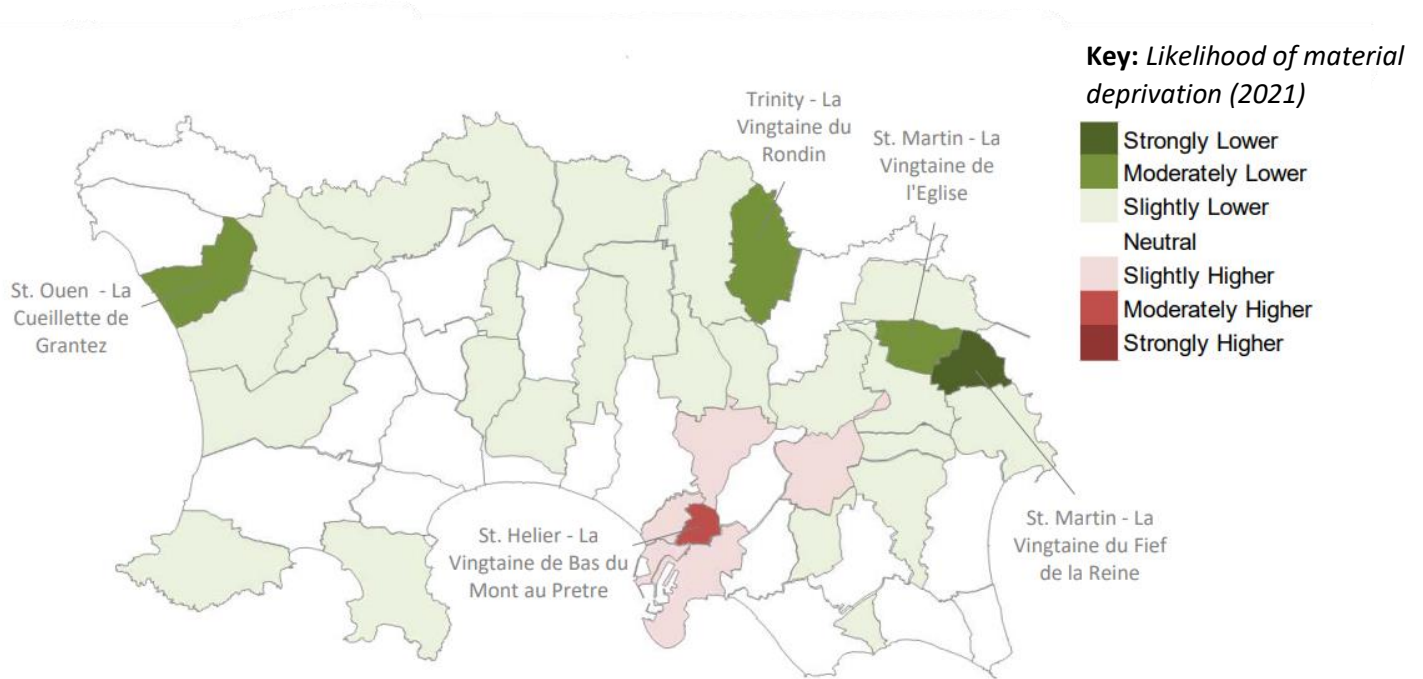 Key: Likelihood of material
deprivation (2021)
Strongly Lower
Moderately Lower
Slightly Lower
Neutral
Slightly Higher
Moderately Higher
Strongly Higher
Trinity - La
Vingtaine du
Rondin
St. Martin - La
Vingtaine de
l'Eglise
St. Ouen - La
Cueillette de
Grantez
St. Helier - La
Vingtaine de Bas du
Mont au Pretre
St. Martin - La
Vingtaine du Fief
de la Reine